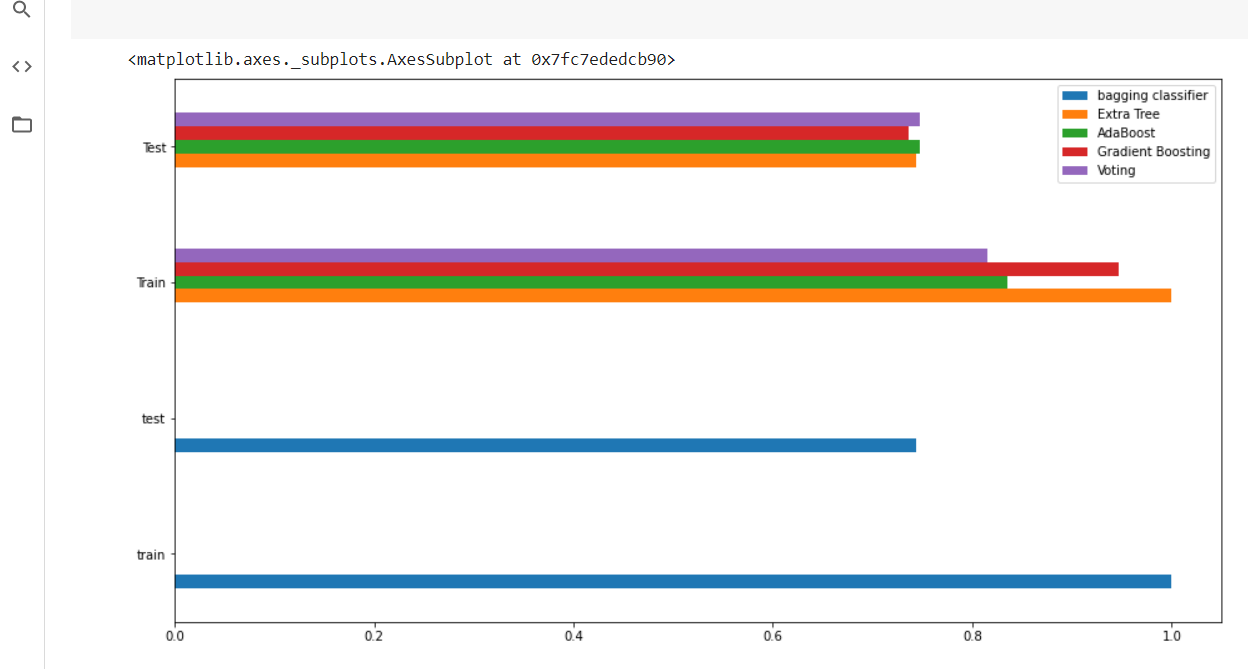 <matplotlib.axes._subplots.AxesSubplot at 0x7fc7ededcb90>
bagging classifier
Extra Tree
AdaBoost
Gradient Boosting
Voting
Test
Train
test
train
0.0 0.2 0.4 0.6 0.8 1.0